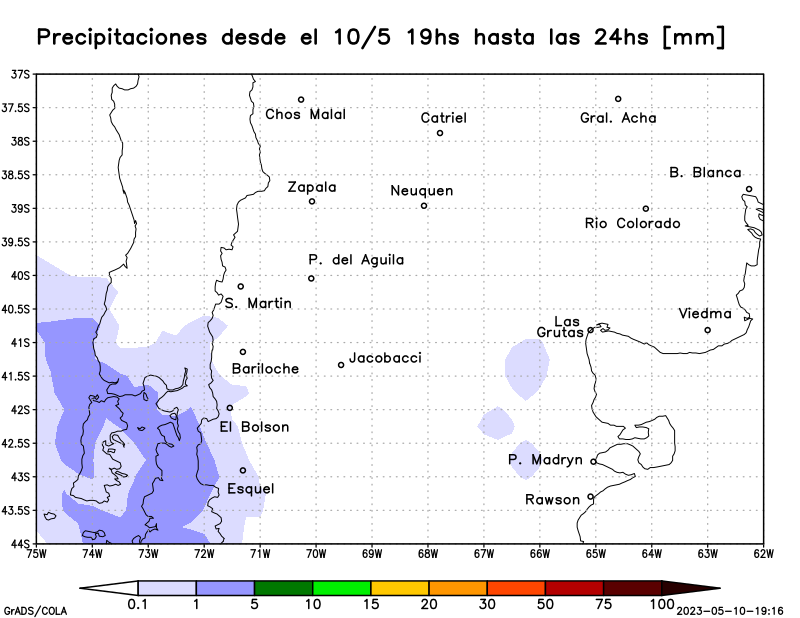 Precipitaciones desde el 10/5 19hs hasta las 24hs [mm]
37S
37.5S
Chos Malal
Gral. Acha
Catriel
38S
38.5S
B. Blanca
Zapala
Neuquen
39S
Rio Colorado
39.5S
P. del Aguila
40S
S. Martin
40.5S
Viedma
Las
Grutas
41S
Jacobacci
Bariloche
41.5S
42S
El Bolson
42.5S
P. Madryn
43S
Esquel
Rawson
43.5S
44S
75W 74W 73W 72W 71W 70W 69W 68W 67W 66W 65W 64W 63W 62W
0.1 1 5 10 15 20 30 50 75 100
GrADS/COLA
2023-05-10-19:16